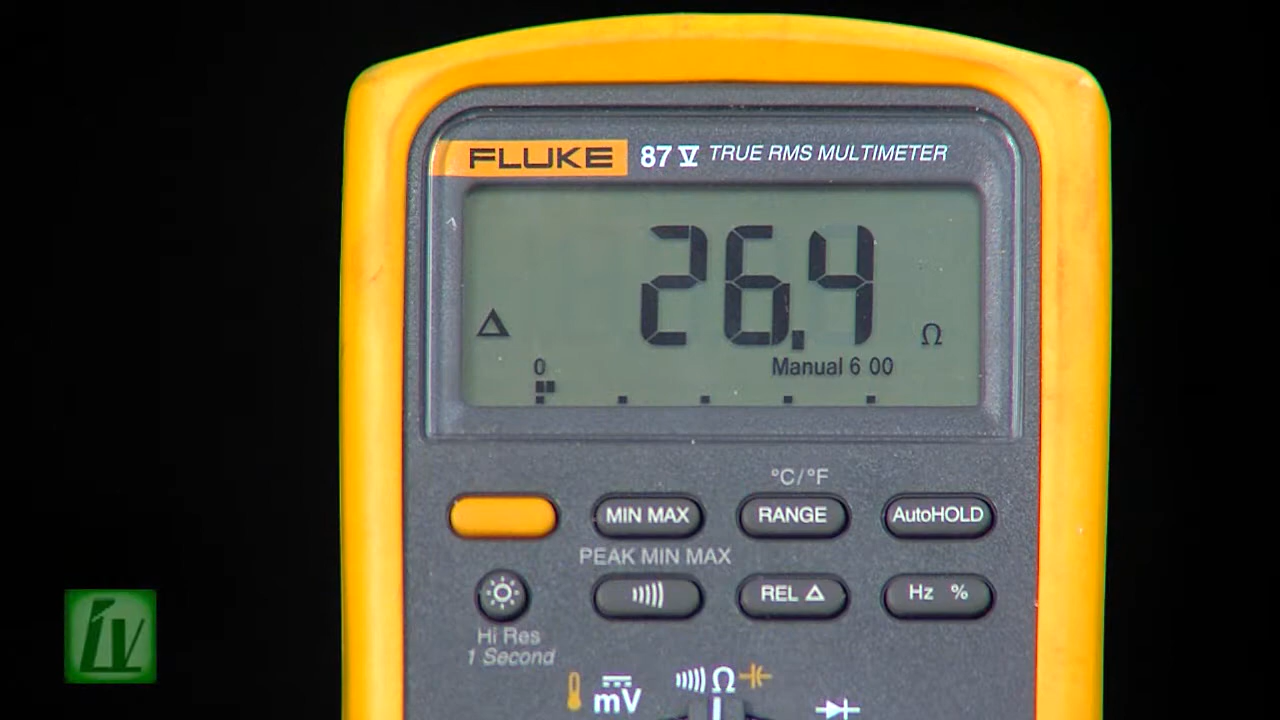 FLUKE 87 V TRUE RMS MULTIMETER
26.4
Δ Ω
0 Manual 6 00
°C/°F
MIN MAX RANGE AutoHOLD
PEAK MIN MAX
REL Δ Hz %
Hi Res
1 Second
mV Ω
LV